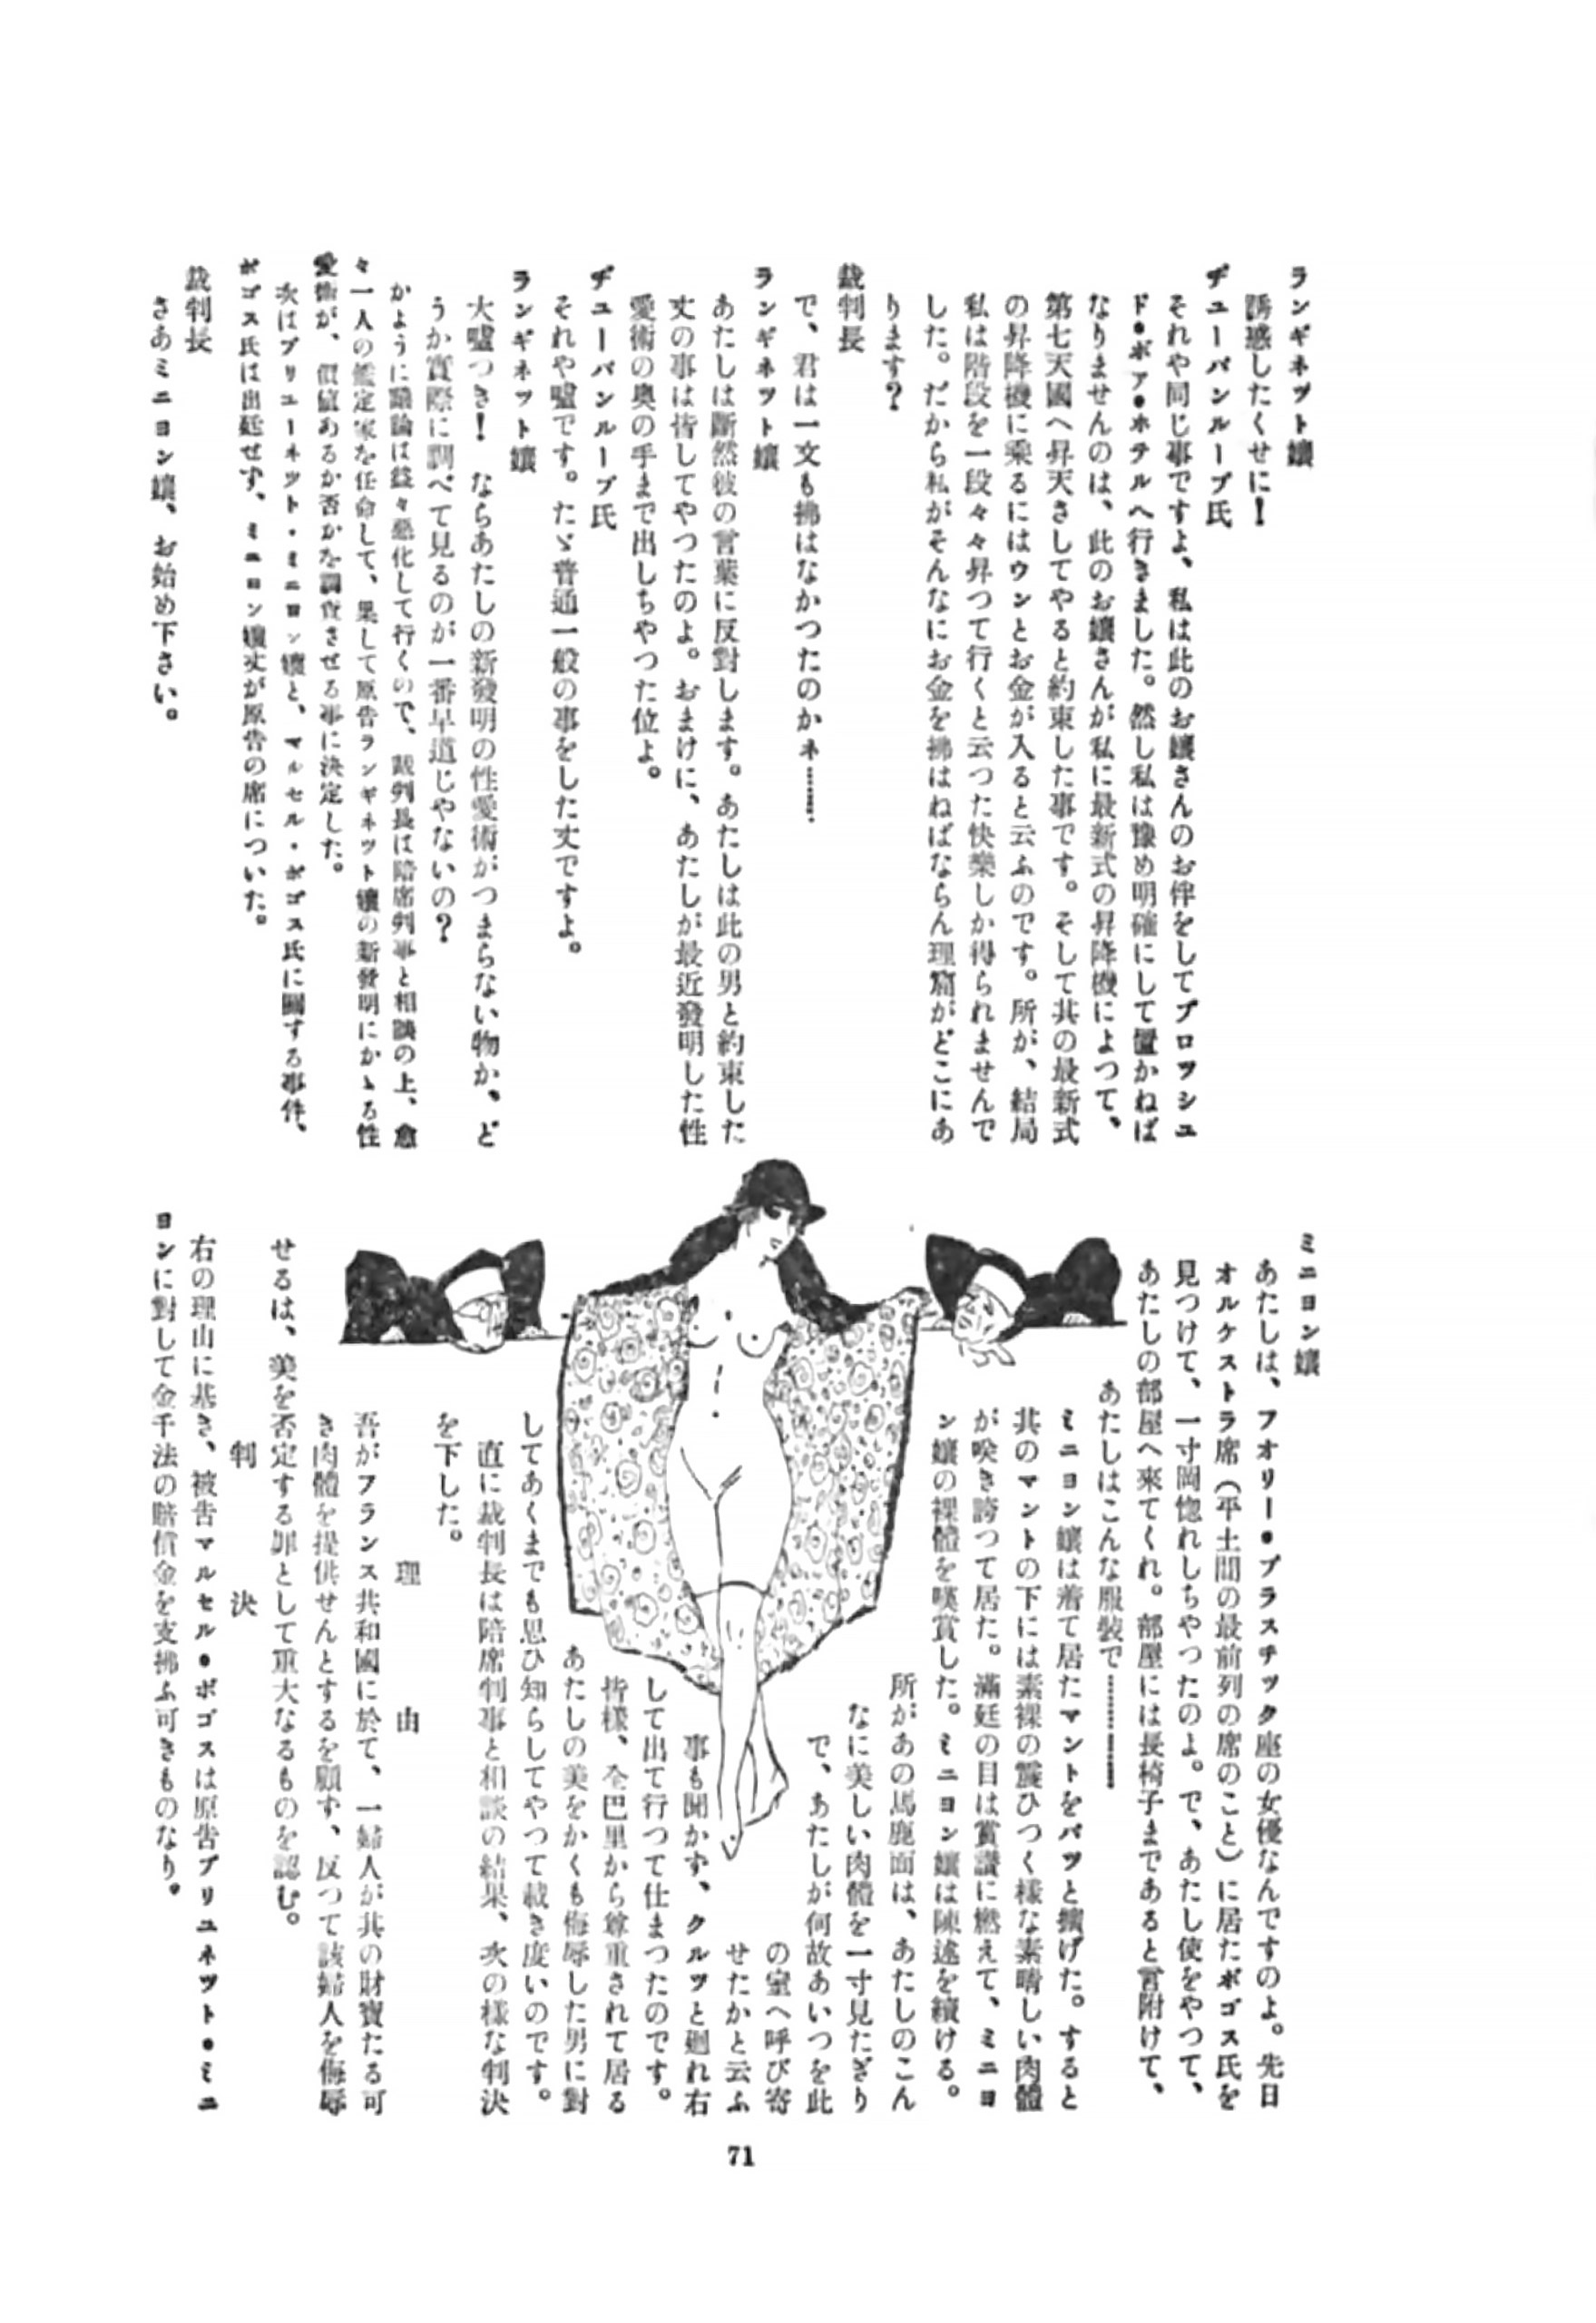 ランギネット孃
誘惑したくせに！
ヂユーバンループ氏
それや同じ事ですよ、私は此のお孃さんのお伴をしてブロツシユ
ド・ボア・ホテルへ行きました。然し私は豫め明確にして置かねば
なりませんのは、此のお孃さんが私に最新式の昇降機によつて、
第七天國へ昇天さしてやると約束した事です。そして其の最新式
の昇降機に乘るにはウンとお金が入ると云ふのです。所が、結局
私は階段を一段々々昇つて行くと云つた快樂しか得られませんで
した。だから私がそんなにお金を拂はねばならん理窟がどこにあ
ります？
裁判長
で、君は一文も拂はなかつたのかネ………。
ランギネット孃
あたしは斷然彼の言葉に反對します。あたしは此の男と約束した
丈の事は皆してやつたのよ。おまけに、あたしが最近發明した性
愛術の奧の手まで出しちやつた位よ。
ヂユーバンループ氏
それや噓です。たゞ普通一般の事をした丈ですよ。
ランギネット孃
大噓つき！　ならあたしの新發明の性愛術がつまらない物か、ど
うか實際に調べて見るのが一番早道じやないの？
かように議論は益々惡化して行くので、裁判長は陪席判事と相談の上、愈
々一人の鑑定家を任命して、果して原告ランギネット孃の新發明にかゝる性
愛術が、價値あるか否かを調査させる事に決定した。
次はブリユーネット・ミニヨン孃と、マルセル・ボゴス氏に關する事件、
ボゴス氏は出廷せず、ミニヨン孃丈が原告の席についた。
裁判長
さあミニヨン孃、お始め下さい。
ミニヨン孃
あたしは、フオリー・プラスチツク座の女優なんですのよ。先日
オルケストラ席（平土間の最前列の席のこと）に居たボゴス氏を
見つけて、一寸岡惚れしちやつたのよ。で、あたし使をやつて、
あたしの部屋へ來てくれ。部屋には長椅子まであると言附けて、
あたしはこんな服裝で…………
ミニヨン孃は着て居たマントをパツと擴げた。すると
其のマントの下には素裸の震ひつく樣な素晴しい肉體
が咲き誇つて居た。滿廷の目は賞讃に燃えて、ミニヨ
ン孃の裸體を嘆賞した。ミニヨン孃は陳述を續ける。
所があの馬鹿面は、あたしのこん
なに美しい肉體を一寸見たぎり
で、あたしが何故あいつを此
の室へ呼び寄
せたかと云ふ
事も聞かず、クルツと廻れ右
して出て行つて仕まつたのです。
皆樣、全巴里から尊重されて居る
あたしの美をかくも侮辱した男に對
してあくまでも思ひ知らしてやつて載き度いのです。
直に裁判長は陪席判事と相談の結果、次の樣な判決
を下した。
理由
吾がフランス共和國に於て、一婦人が其の財寶たる可
き肉體を提供せんとするを顧ず、反つて該婦人を侮辱
せるは、美を否定する罪として重大なるものを認む。
判決
右の理由に基き、被告マルセル・ボゴスは原告ブリユネツト・ミニ
ヨンに對して金千法の賠償金を支拂ふ可きものなり。
71